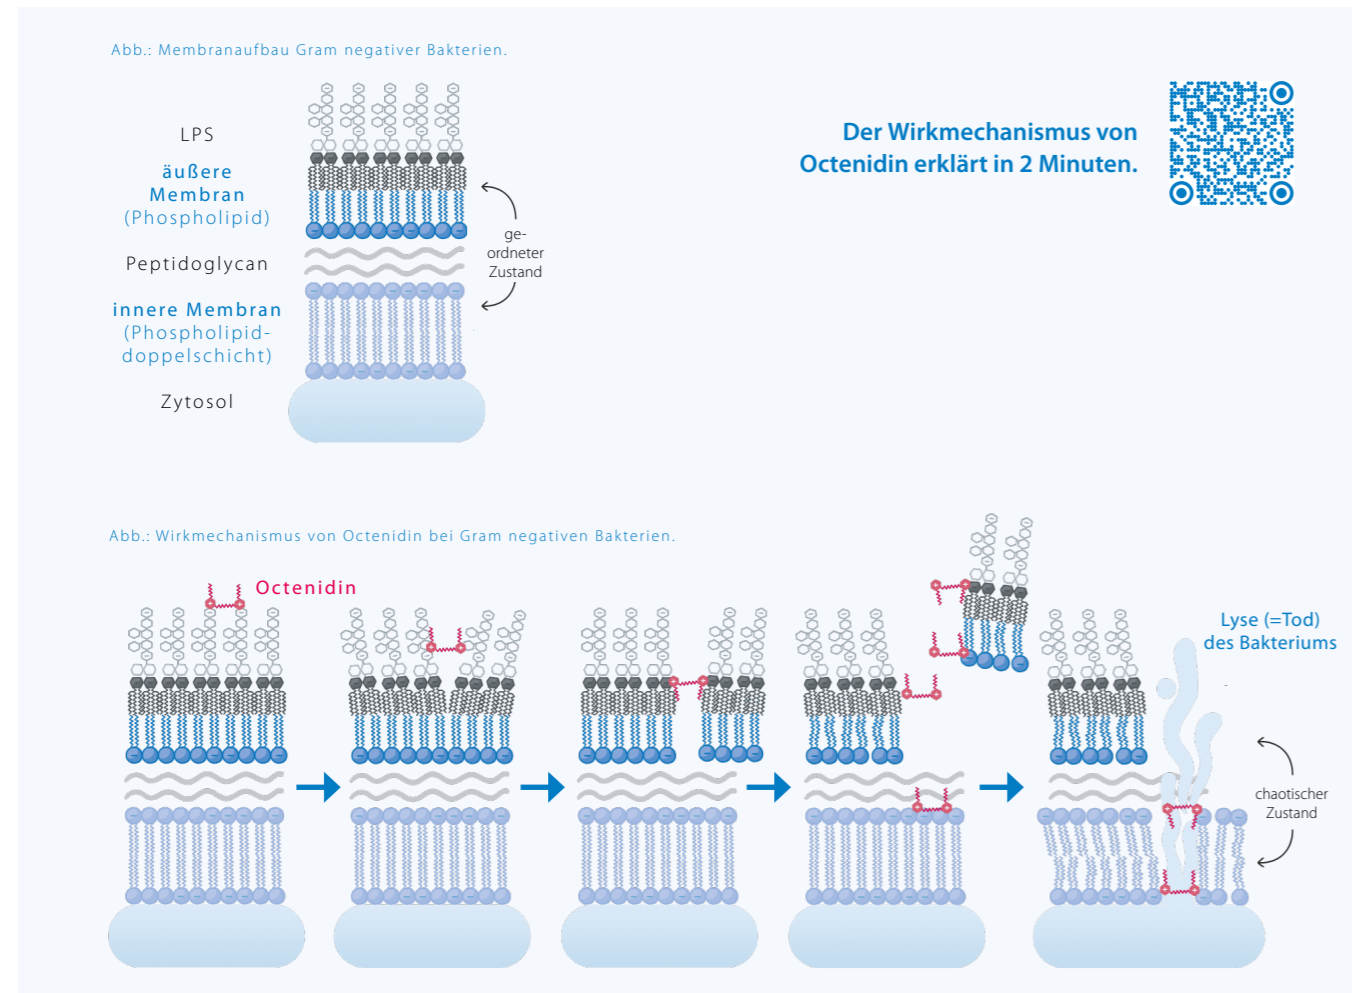 Abb.: Membranaufbau Gram negativer Bakterien.
LPS
äußere
Membran
(Phospholipid)
Peptidoglycan
innere Membran
(Phospholipid-
doppelschicht)
Zytosol
ge-
ordneter
Zustand
Der Wirkmechanismus von
Octenidin erklärt in 2 Minuten.
Abb.: Wirkmechanismus von Octenidin bei Gram negativen Bakterien.
Octenidin
Lyse (=Tod)
des Bakteriums
chaotischer
Zustand